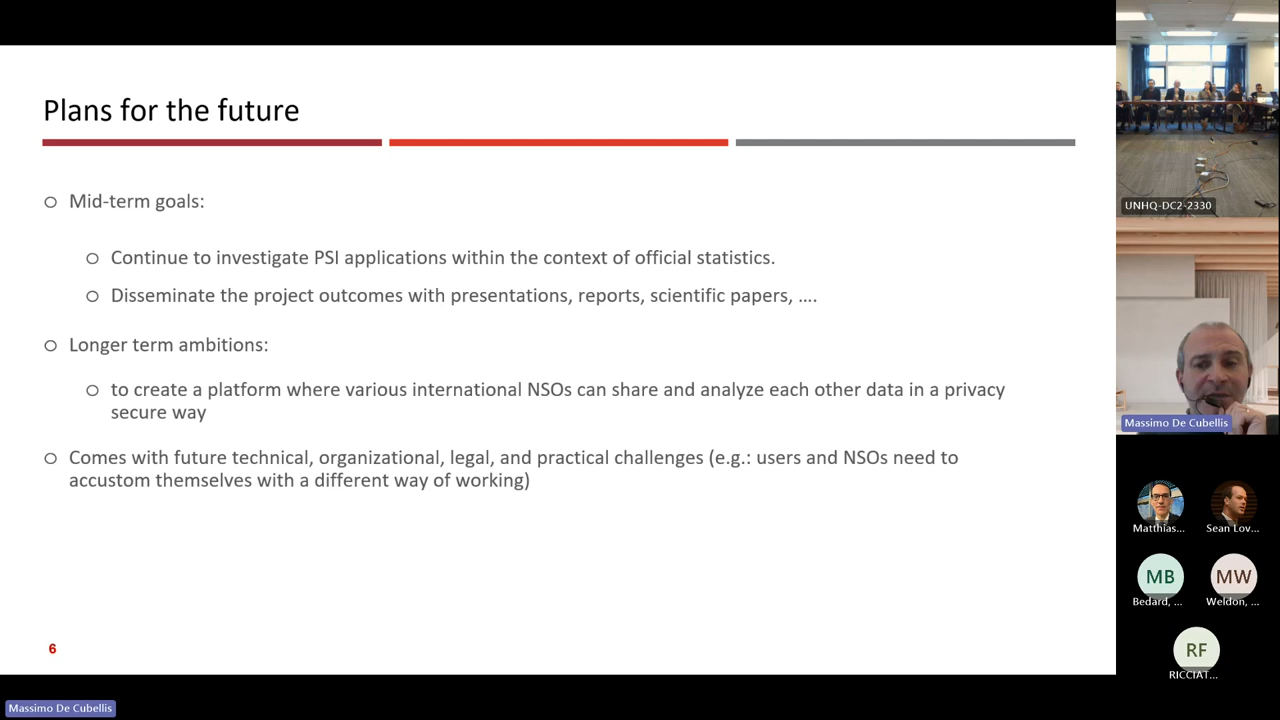 Plans for the future
Mid-term goals:
Continue to investigate PSI applications within the context of official statistics.
Disseminate the project outcomes with presentations, reports, scientific papers, ....
Longer term ambitions:
to create a platform where various international NSOs can share and analyze each other data in a privacy
secure way
Comes with future technical, organizational, legal, and practical challenges (e.g.: users and NSOs need to
accustom themselves with a different way of working)
6
Massimo De Cubellis
UNHQ-DC2-2330
Massimo De Cubellis
Matthias...
Sean Lov...
MB
Bedard, ...
MW
Weldon, ...
RF
RICCIAT...